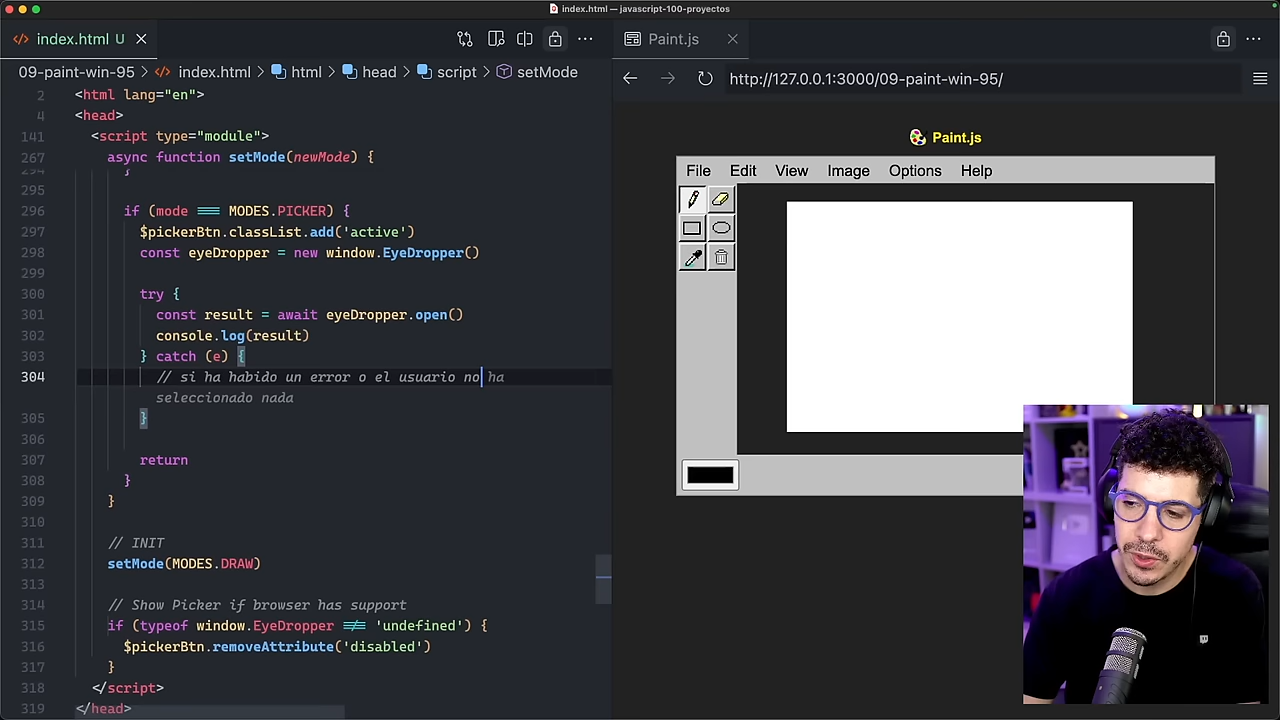 index.html — javascript-100-proyectos
index.html U
Paint.js
09-paint-win-95 > index.html > html > head > script > setMode
http://127.0.0.1:3000/09-paint-win-95/
2 <html lang="en">
4 <head>
141 <script type="module">
267 async function setMode(newMode) {
294 }
295
296 if (mode === MODES.PICKER) {
297 $pickerBtn.classList.add('active')
298 const eyeDropper = new window.EyeDropper()
299
300 try {
301 const result = await eyeDropper.open()
302 console.log(result)
303 } catch (e) {
304 // si ha habido un error o el usuario no ha
seleccionado nada
305 }
306
307 return
308 }
309 }
310
311 // INIT
312 setMode(MODES.DRAW)
313
314 // Show Picker if browser has support
315 if (typeof window.EyeDropper !== 'undefined') {
316 $pickerBtn.removeAttribute('disabled')
317 }
318 </script>
319 </head>
Paint.js
File Edit View Image Options Help